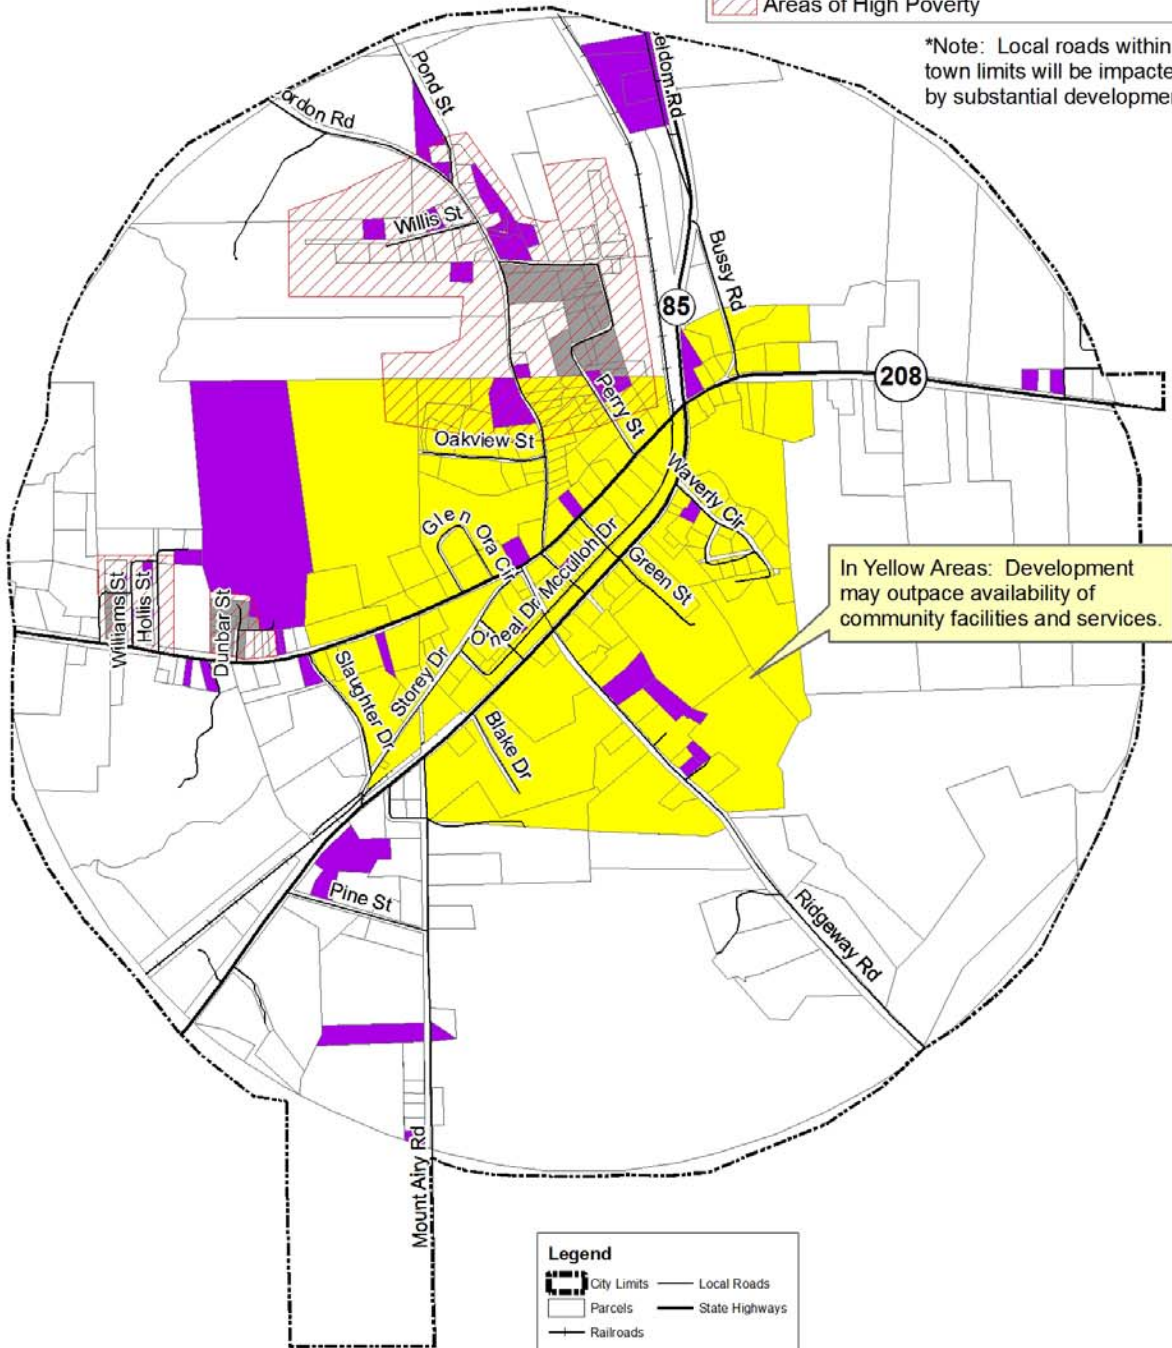 Areas of High Poverty
*Note: Local roads within
town limits will be impacte
by substantial developmen
Pond St
ordon Rd
eldom Rd
Willis St
Bussy Rd
85
208
Perry St
Oakview St
Waverly Cir
Glen Ora Cir
Mcculloh Dr
Green St
In Yellow Areas: Development
may outpace availability of
community facilities and services.
Williams St
Hollis St
Dunbar St
O'neal Dr
Storey Dr
Slaughter Dr
Blake Dr
Pine St
Ridgeway Rd
Mount Airy Rd
Legend
City Limits
Local Roads
Parcels
State Highways
Railroads